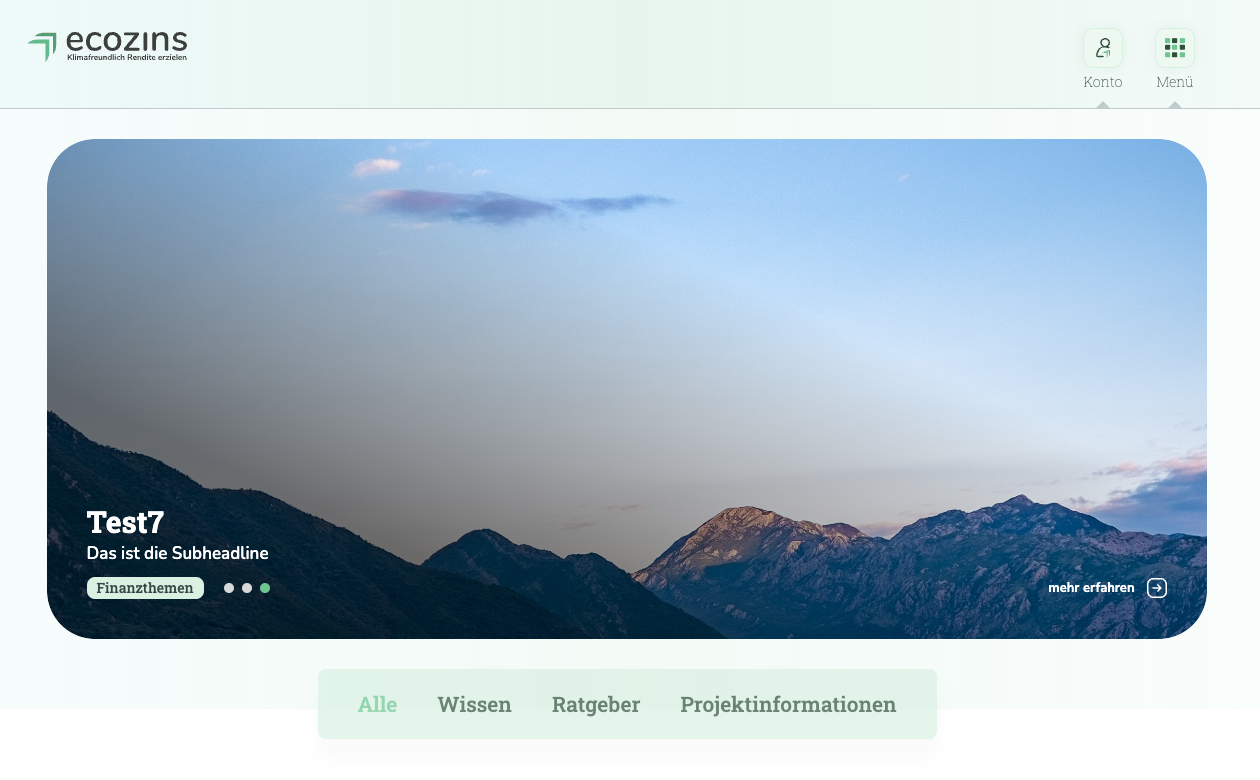 ecozins
Klimafreundlich Rendite erzielen
Konto
Menü
Test7
Das ist die Subheadline
Finanzthemen
mehr erfahren
Alle
Wissen
Ratgeber
Projektinformationen